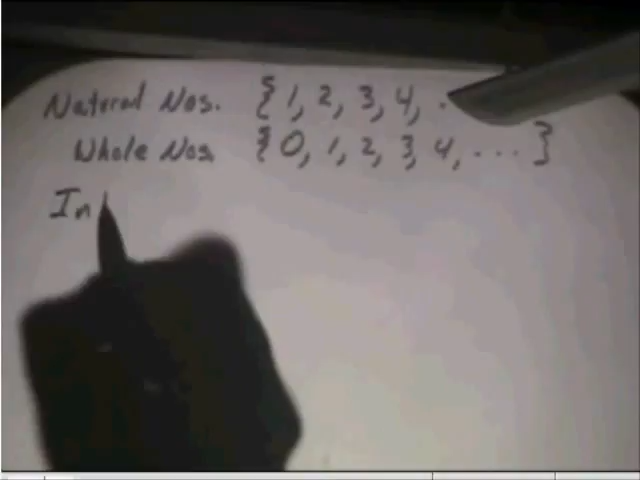 Natural Nos. { 1, 2, 3, 4, .
Whole Nos. { 0, 1, 2, 3, 4, . . . }
In